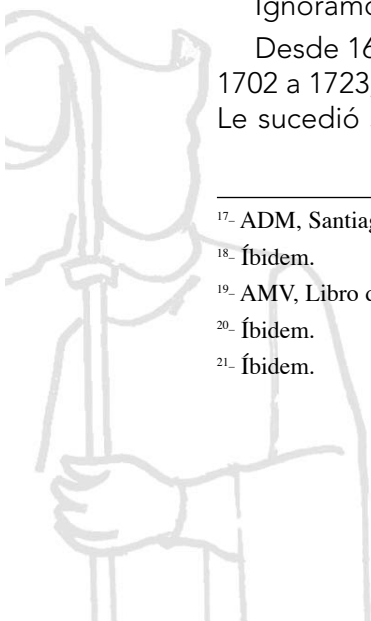 Ignoramo
Desde 16
1702 a 1723,
Le sucedió
17- ADM, Santiag
18- Íbidem.
19- AMV, Libro d
20- Íbidem.
21- Íbidem.